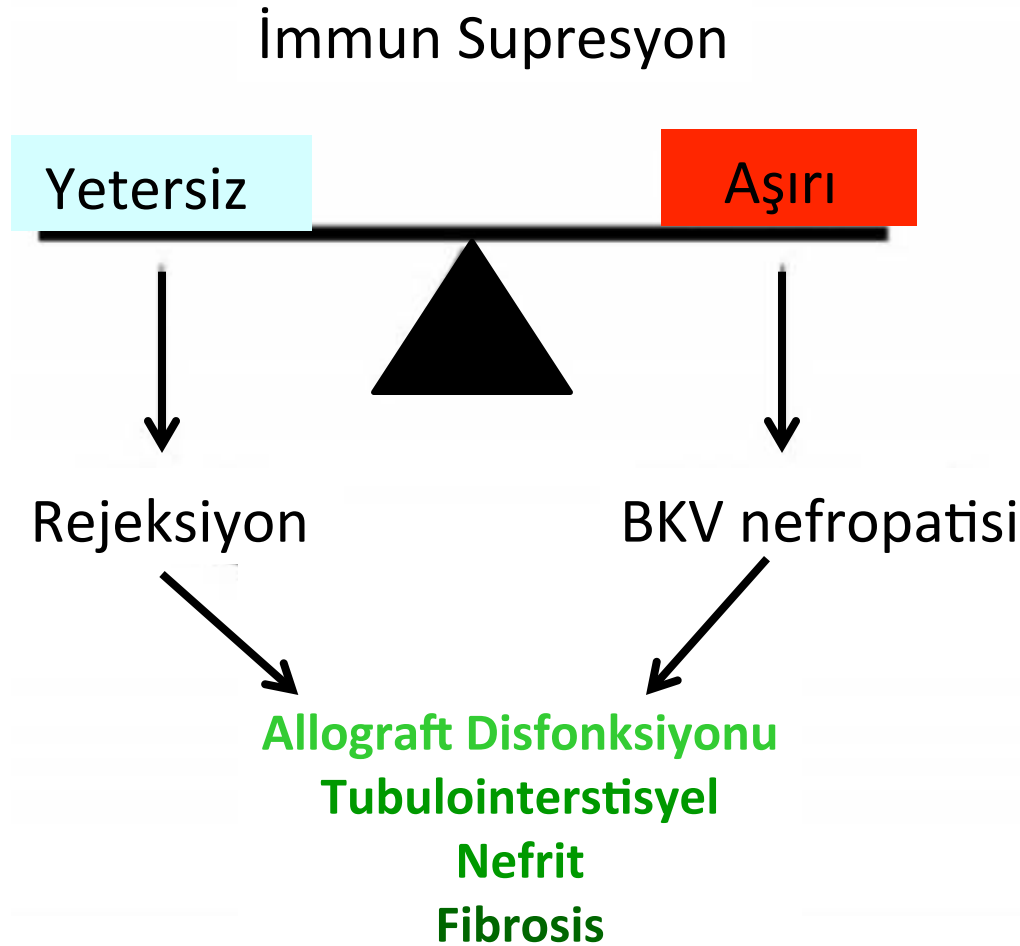 İmmun Supresyon
Yetersiz
Aşırı
Rejeksiyon
BKV nefropatisi
Allograft Disfonksiyonu
Tubulointerstisyel
Nefrit
Fibrosis